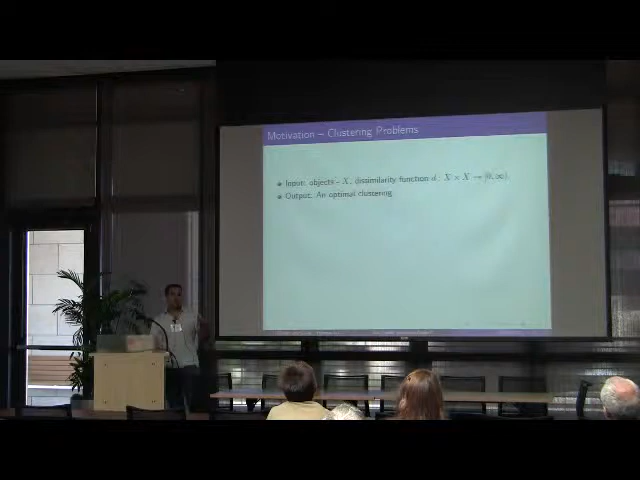 Motivation – Clustering Problems
Input: objects - X, dissimilarity function d : X × X → [0, ∞).
Output: An optimal clustering